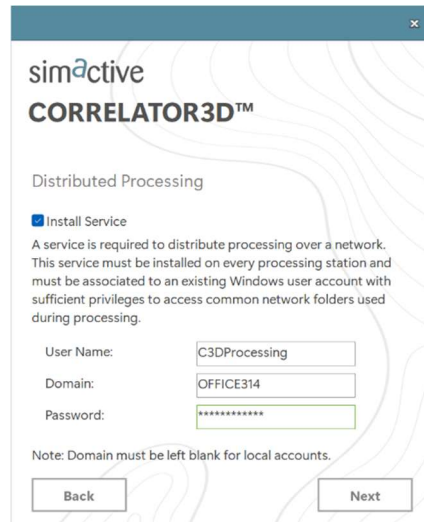 simactive
CORRELATOR3D™
Distributed Processing
Install Service
A service is required to distribute processing over a network.
This service must be installed on every processing station and
must be associated to an existing Windows user account with
sufficient privileges to access common network folders used
during processing.
User Name: C3DProcessing
Domain: OFFICE314
Password: ************
Note: Domain must be left blank for local accounts.
Back Next